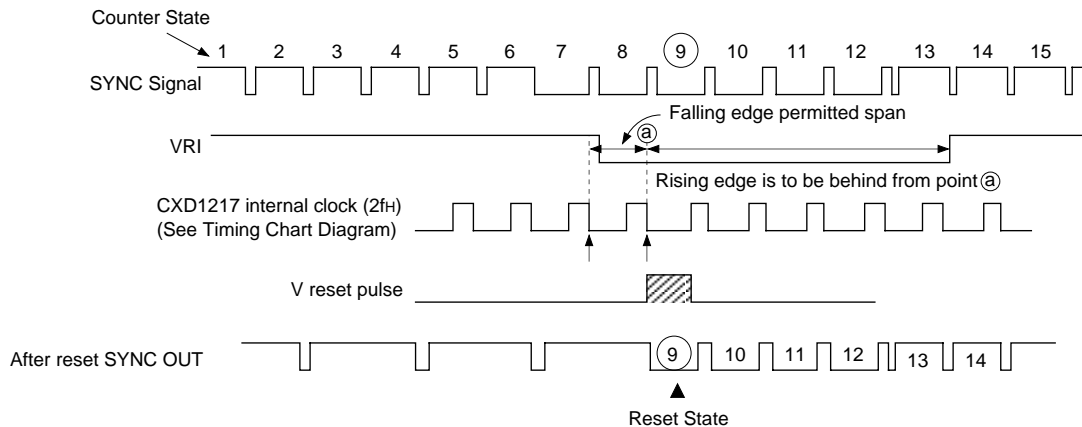 Counter State
1 2 3 4 5 6 7 8 9 10 11 12 13 14 15
SYNC Signal
Falling edge permitted span
a
VRI
Rising edge is to be behind from point a
CXD1217 internal clock (2fH)
(See Timing Chart Diagram)
V reset pulse
After reset SYNC OUT
9 10 11 12 13 14
Reset State